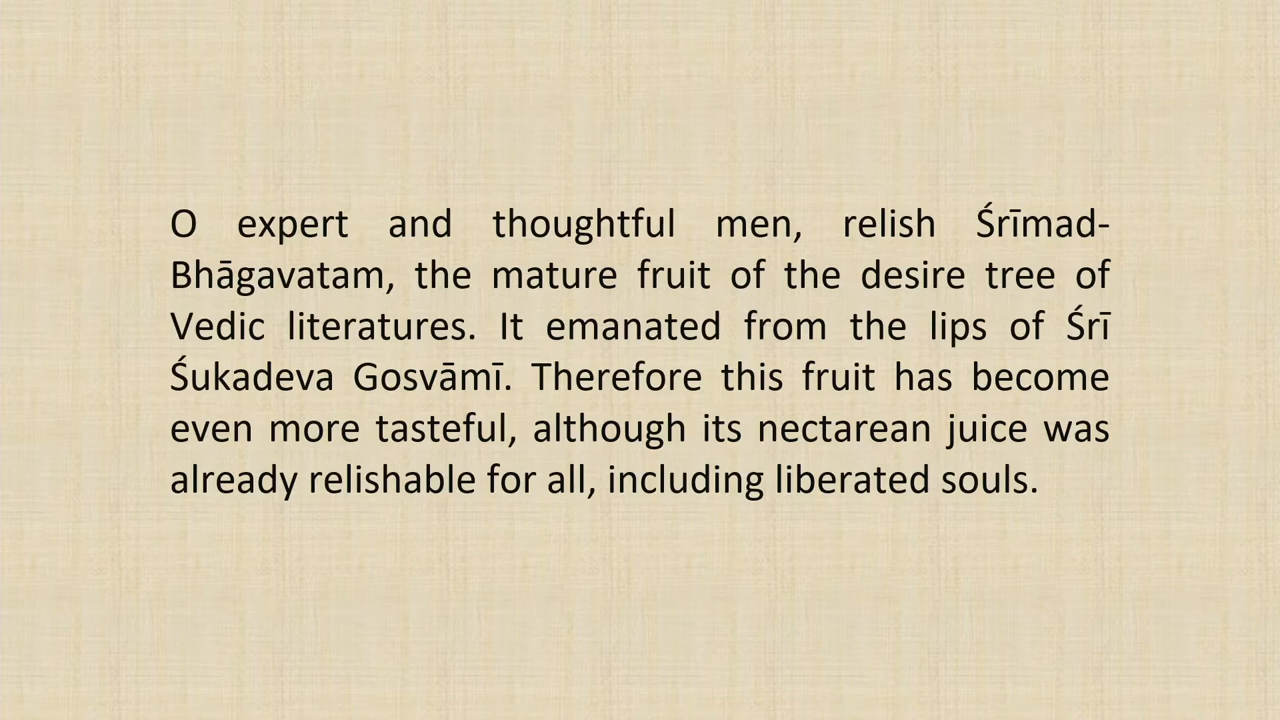 O expert and thoughtful men, relish Śrīmad-
Bhāgavatam, the mature fruit of the desire tree of
Vedic literatures. It emanated from the lips of Śrī
Śukadeva Gosvāmī. Therefore this fruit has become
even more tasteful, although its nectarean juice was
already relishable for all, including liberated souls.